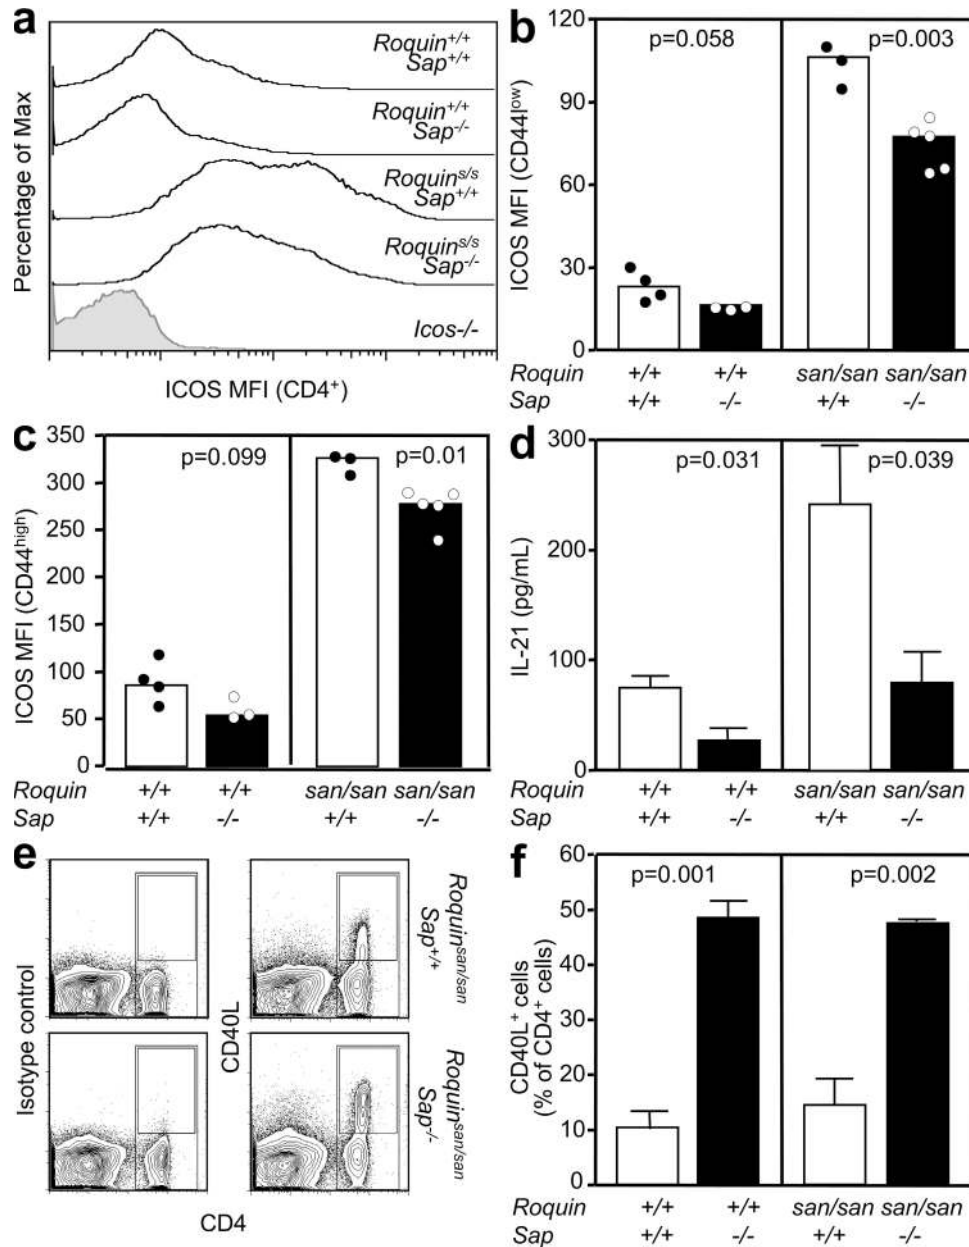 a
Percentage of Max
Roquin+/+
Sap+/+
Roquin+/+
Sap-/-
Roquins/s
Sap+/+
Roquins/s
Sap-/-
Icos-/-
ICOS MFI (CD4+)
b
ICOS MFI (CD44low)
120
90
60
30
0
p=0.058
p=0.003
Roquin +/+ +/+ san/san san/san
Sap +/+ -/- +/+ -/-
c
ICOS MFI (CD44high)
350
300
250
200
150
100
50
0
p=0.099
p=0.01
Roquin +/+ +/+ san/san san/san
Sap +/+ -/- +/+ -/-
d
IL-21 (pg/mL)
300
200
100
0
p=0.031
p=0.039
Roquin +/+ +/+ san/san san/san
Sap +/+ -/- +/+ -/-
e
Isotype control
CD40L
Roquinsan/san
Sap+/+
Roquinsan/san
Sap-/-
CD4
f
CD40L+ cells
(% of CD4+ cells)
60
50
40
30
20
10
0
p=0.001
p=0.002
Roquin +/+ +/+ san/san san/san
Sap +/+ -/- +/+ -/-